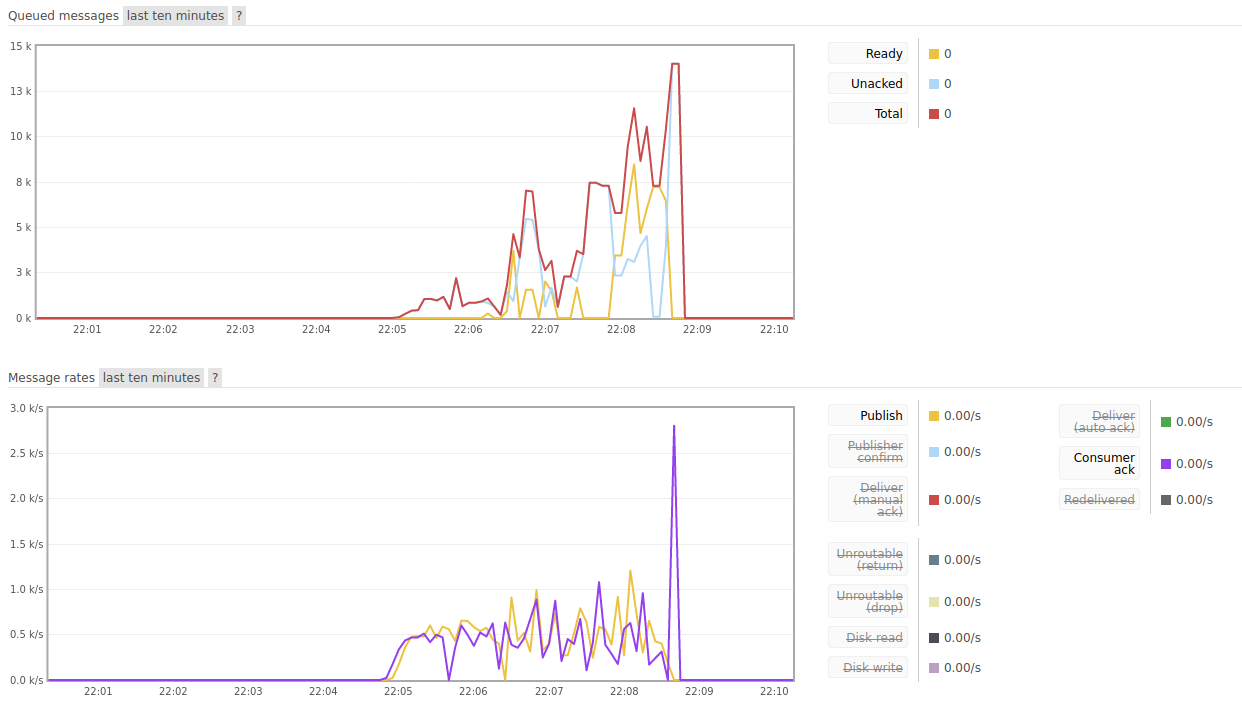 Queued messages last ten minutes ?
15 k
13 k
10 k
8 k
5 k
3 k
0 k
22:01 22:02 22:03 22:04 22:05 22:06 22:07 22:08 22:09 22:10
Ready 0
Unacked 0
Total 0
Message rates last ten minutes ?
3.0 k/s
2.5 k/s
2.0 k/s
1.5 k/s
1.0 k/s
0.5 k/s
0.0 k/s
22:01 22:02 22:03 22:04 22:05 22:06 22:07 22:08 22:09 22:10
Publish 0.00/s
Publisher
confirm 0.00/s
Deliver
(manual
ack) 0.00/s
Deliver
(auto ack) 0.00/s
Consumer
ack 0.00/s
Redelivered 0.00/s
Unroutable
(return) 0.00/s
Unroutable
(drop) 0.00/s
Disk read 0.00/s
Disk write 0.00/s